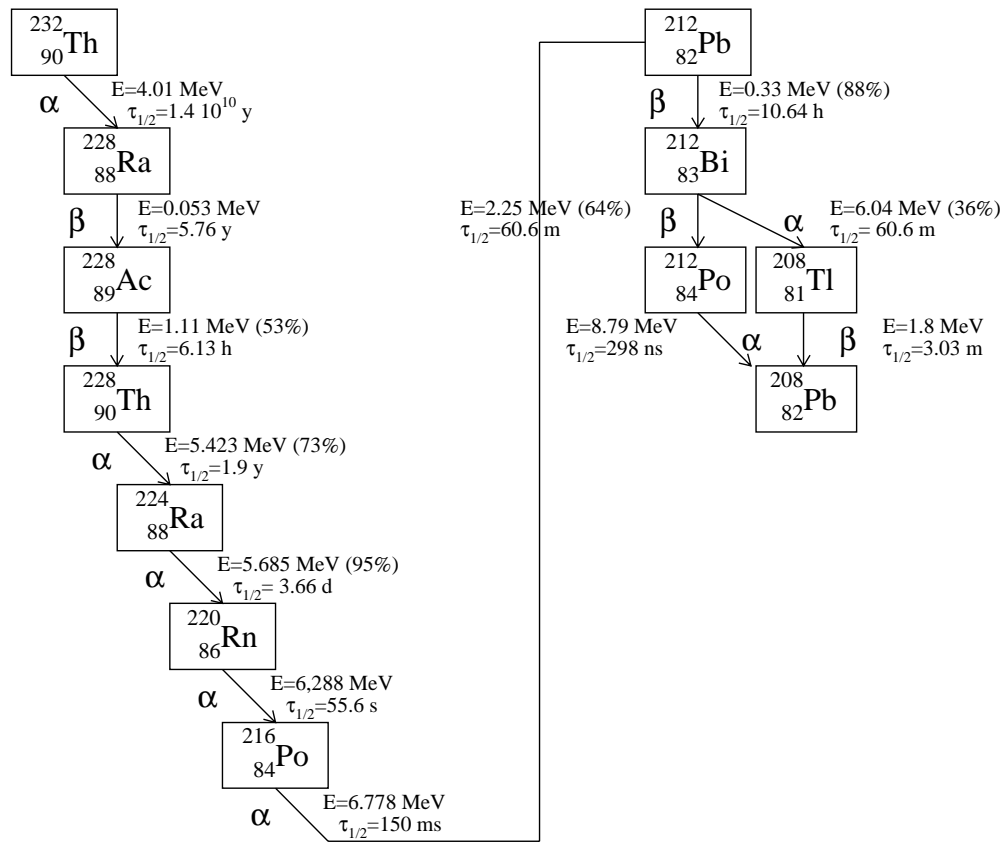 232
90Th
α
E=4.01 MeV
τ1/2=1.4 10^10 y
228
88Ra
β
E=0.053 MeV
τ1/2=5.76 y
228
89Ac
β
E=1.11 MeV (53%)
τ1/2=6.13 h
228
90Th
α
E=5.423 MeV (73%)
τ1/2=1.9 y
224
88Ra
α
E=5.685 MeV (95%)
τ1/2= 3.66 d
220
86Rn
α
E=6,288 MeV
τ1/2=55.6 s
216
84Po
α
E=6.778 MeV
τ1/2=150 ms
212
82Pb
β
E=0.33 MeV (88%)
τ1/2=10.64 h
212
83Bi
E=2.25 MeV (64%)
τ1/2=60.6 m
β
α
E=6.04 MeV (36%)
τ1/2= 60.6 m
212
84Po
208
81Tl
E=8.79 MeV
τ1/2=298 ns
α
β
E=1.8 MeV
τ1/2=3.03 m
208
82Pb